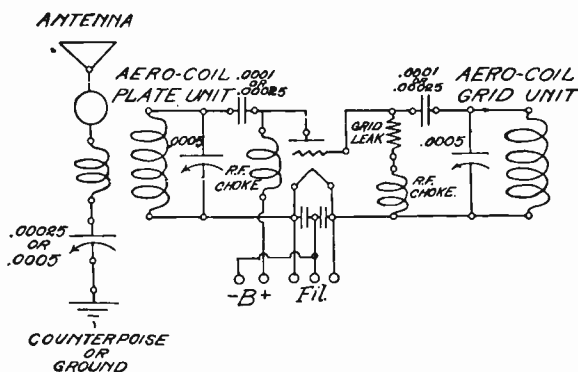 ANTENNA
AERO-COIL
PLATE UNIT
.0001
OR
.00025
.0001
OR
.00025
AERO-COIL
GRID UNIT
.0005
R.F.
CHOKE
GRID
LEAK
R.F.
CHOKE.
.0005
.00025
OR
.0005
-B+
Fil.
COUNTERPOISE
OR
GROUND